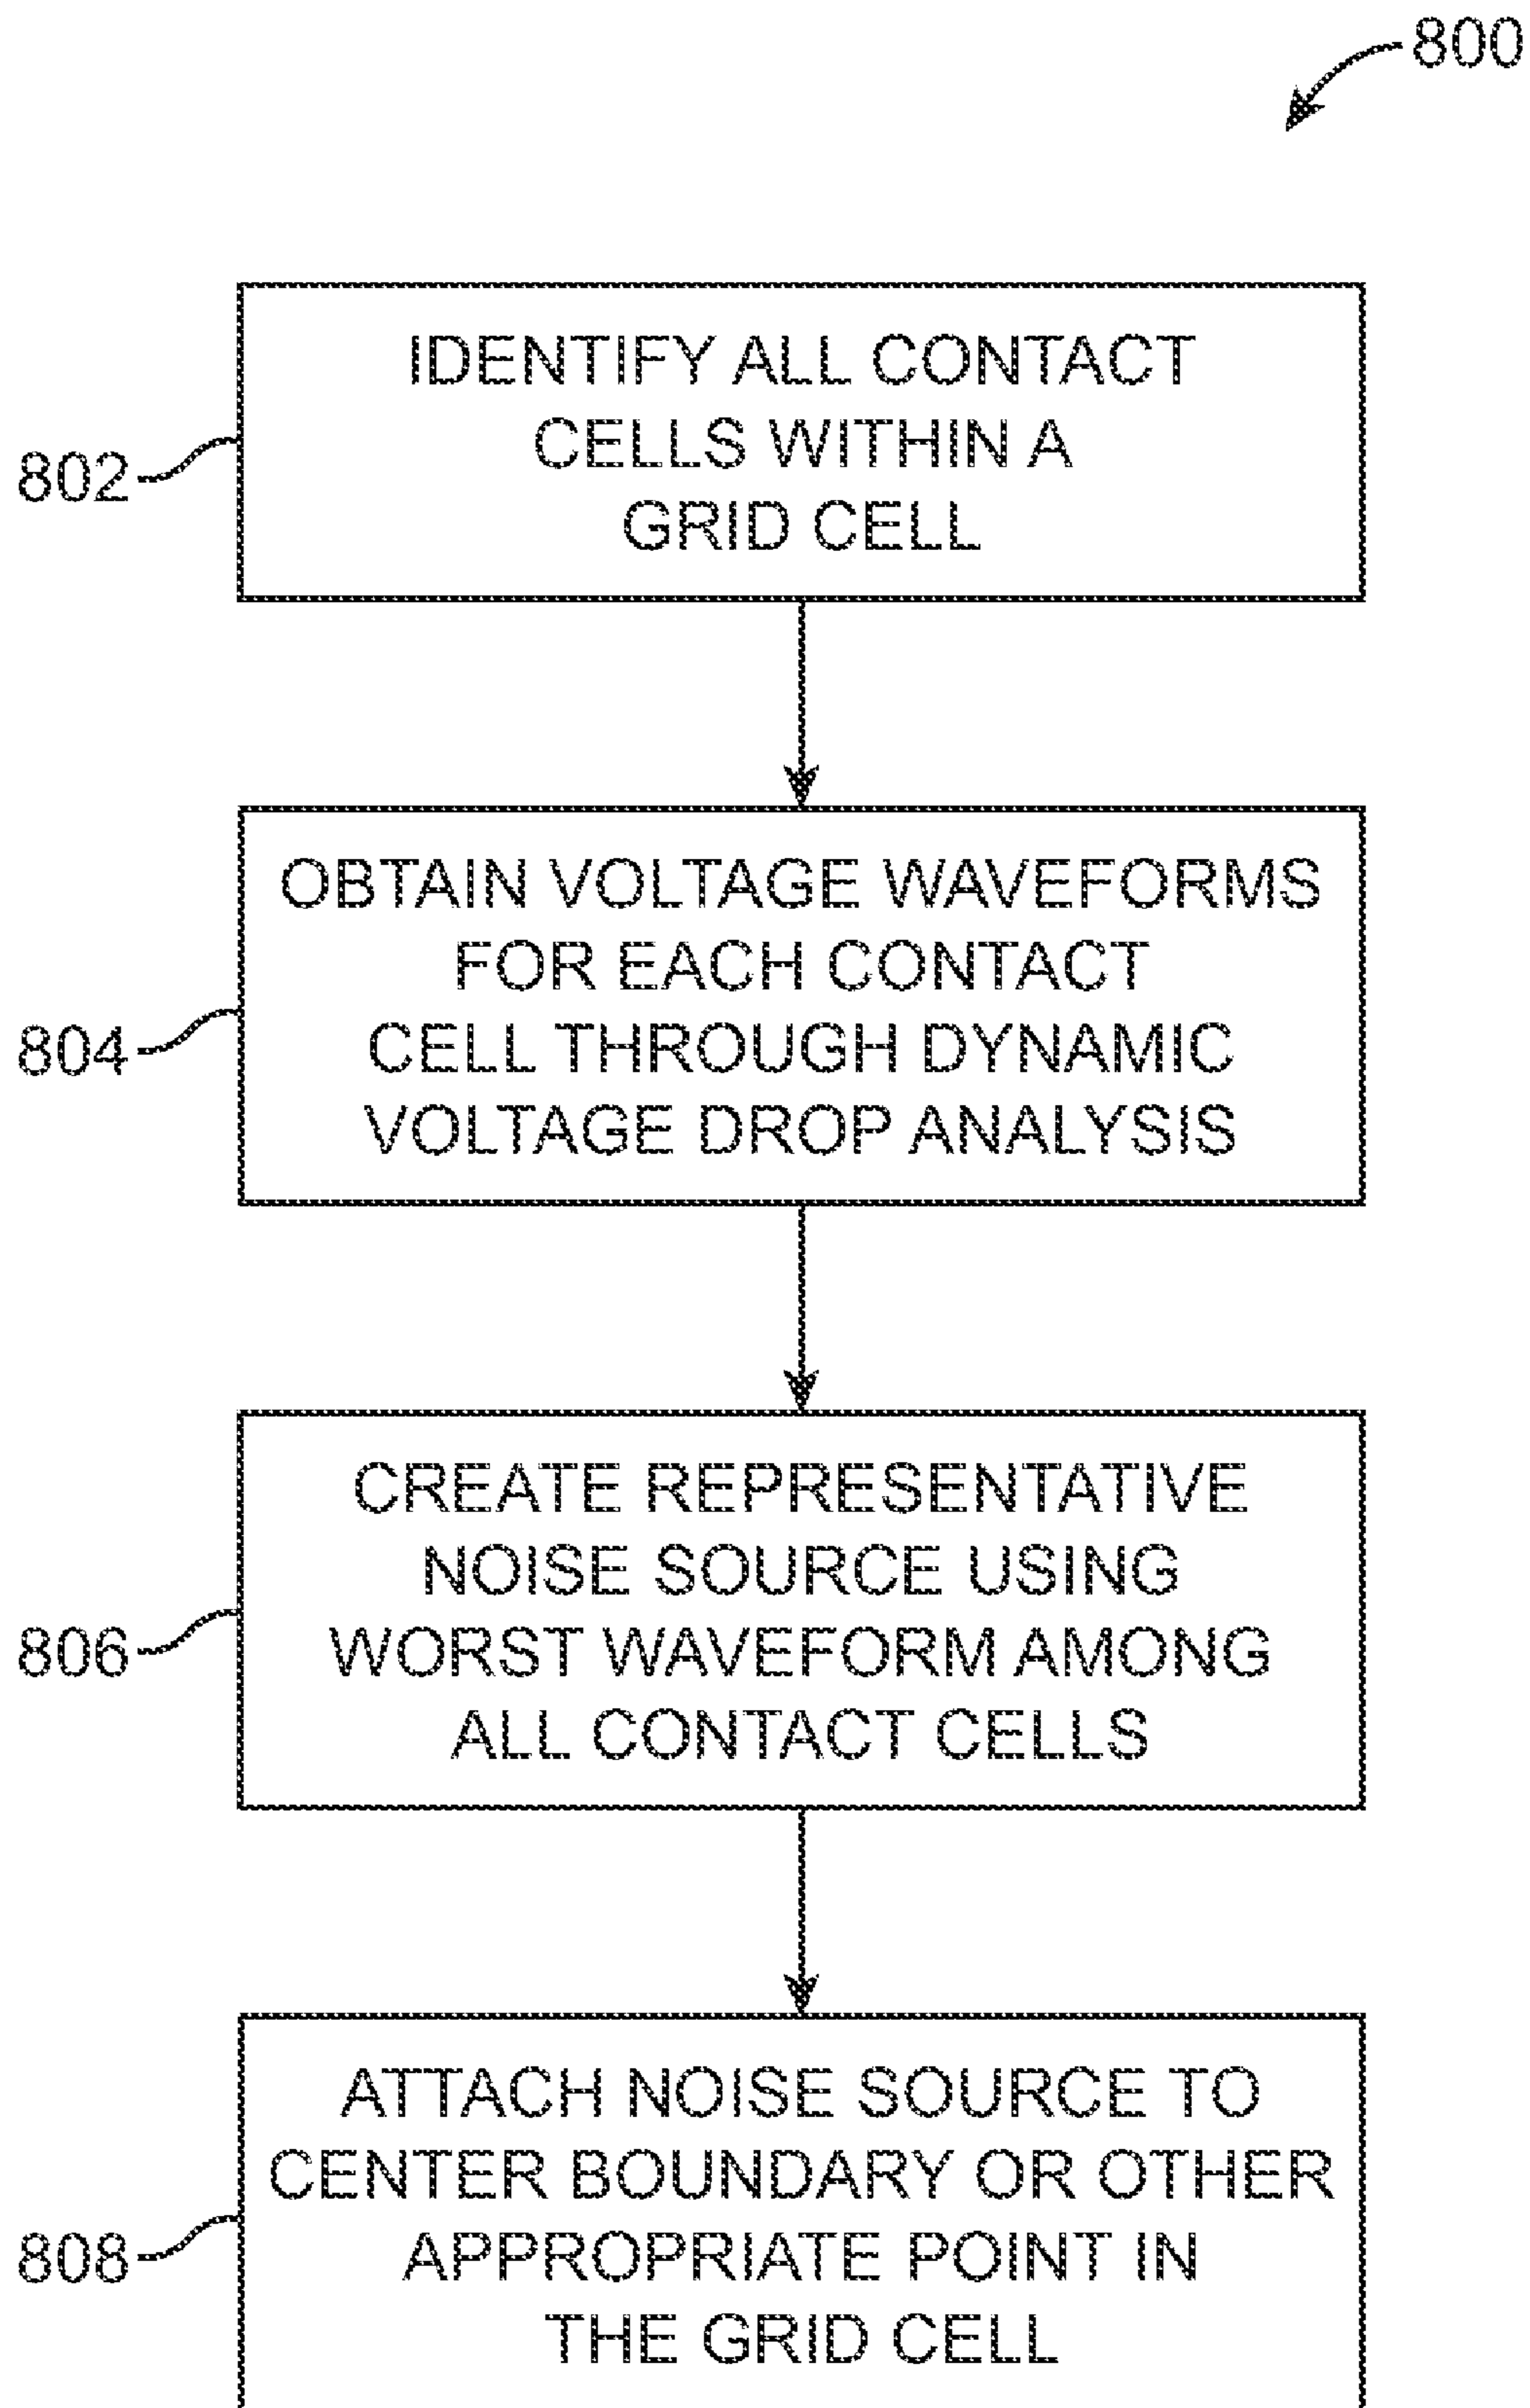 800
802
IDENTIFY ALL CONTACT
CELLS WITHIN A
GRID CELL
804
OBTAIN VOLTAGE WAVEFORMS
FOR EACH CONTACT
CELL THROUGH DYNAMIC
VOLTAGE DROP ANALYSIS
806
CREATE REPRESENTATIVE
NOISE SOURCE USING
WORST WAVEFORM AMONG
ALL CONTACT CELLS
808
ATTACH NOISE SOURCE TO
CENTER BOUNDARY OR OTHER
APPROPRIATE POINT IN
THE GRID CELL